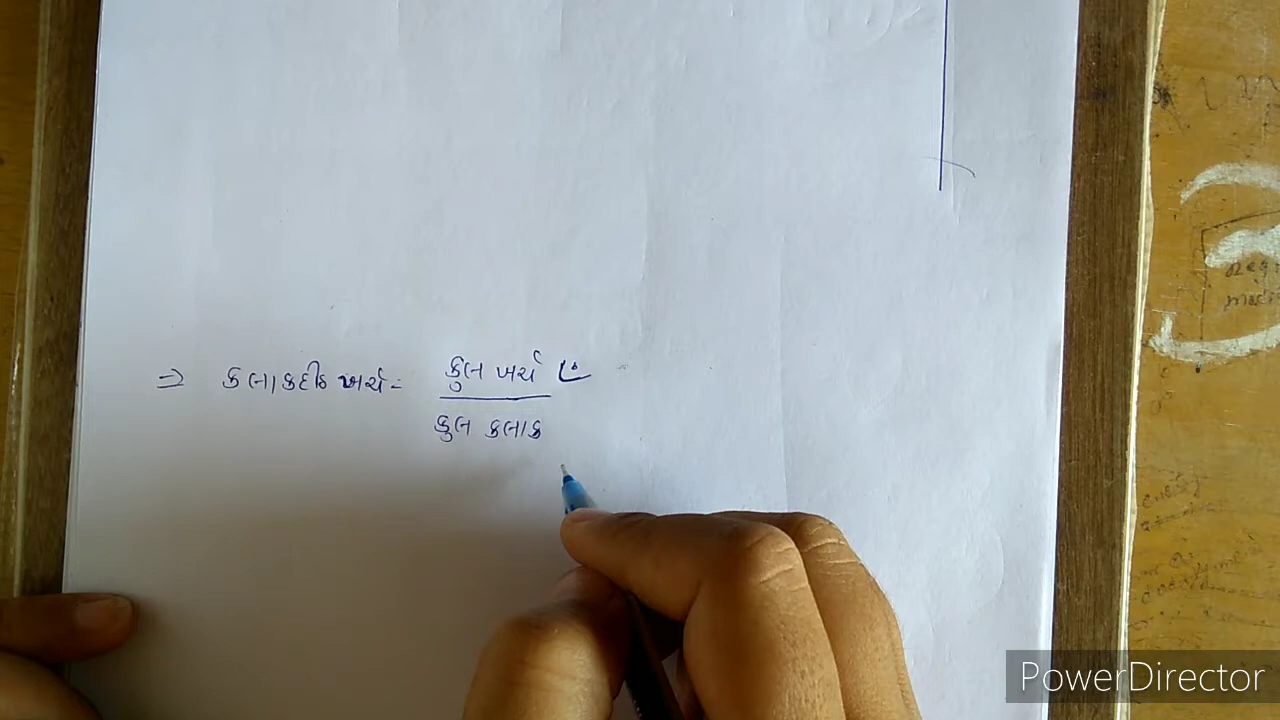 ⇒ કલાકદીઠ ખર્ચ = કુલ ખર્ચ
કુલ કલાક
PowerDirector